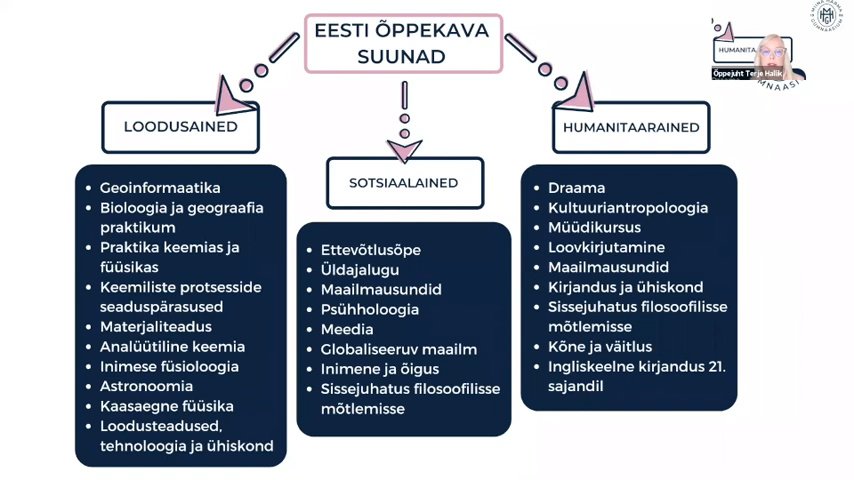 EESTI ÕPPEKAVA
SUUNAD
LOODUSAINED
Geoinformaatika
Bioloogia ja geograafia
praktikum
Praktika keemias ja
füüsikas
Keemiliste protsesside
seaduspärasused
Materjaliteadus
Analüütiline keemia
Inimese füsioloogia
Astronoomia
Kaasaegne füüsika
Loodusteadused,
tehnoloogia ja ühiskond
SOTSIAALAINED
Ettevõtlusõpe
Üldajalugu
Maailmausundid
Psühholoogia
Meedia
Globaliseeruv maailm
Inimene ja õigus
Sissejuhatus filosoofilisse
mõtlemisse
HUMANITAARAINED
Draama
Kultuuriantropoloogia
Müüdikursus
Loovkirjutamine
Maailmausundid
Kirjandus ja ühiskond
Sissejuhatus filosoofilisse
mõtlemisse
Kõne ja väitlus
Ingliskeelne kirjandus 21.
sajandil
Õppejuht Terje Hallik